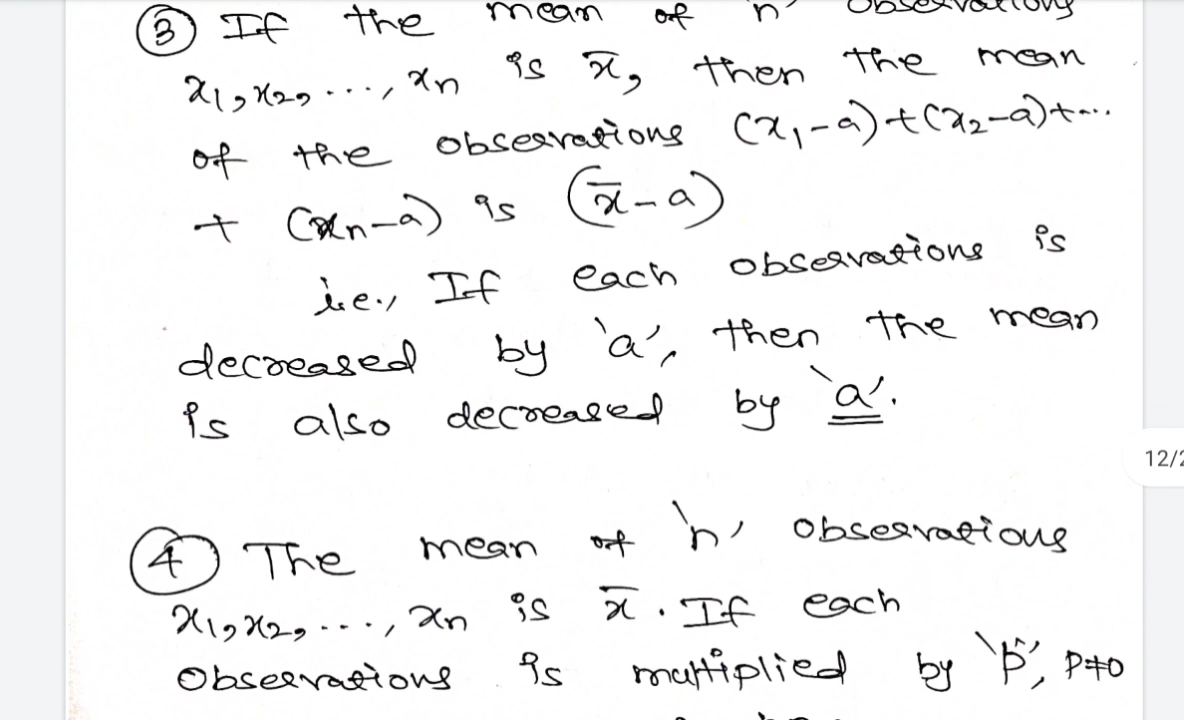 ③ If the mean of 'n' observations
x₁, x₂, ..., xₙ is x̄, then the mean
of the observations (x₁-a)+(x₂-a)+...
+ (xₙ-a) is (x̄-a)
i.e., If each observations is
decreased by 'a', then the mean
is also decreased by 'a'.
12/2
④ The mean of 'n' observations
x₁, x₂, ..., xₙ is x̄. If each
observations is multiplied by 'p', P≠0